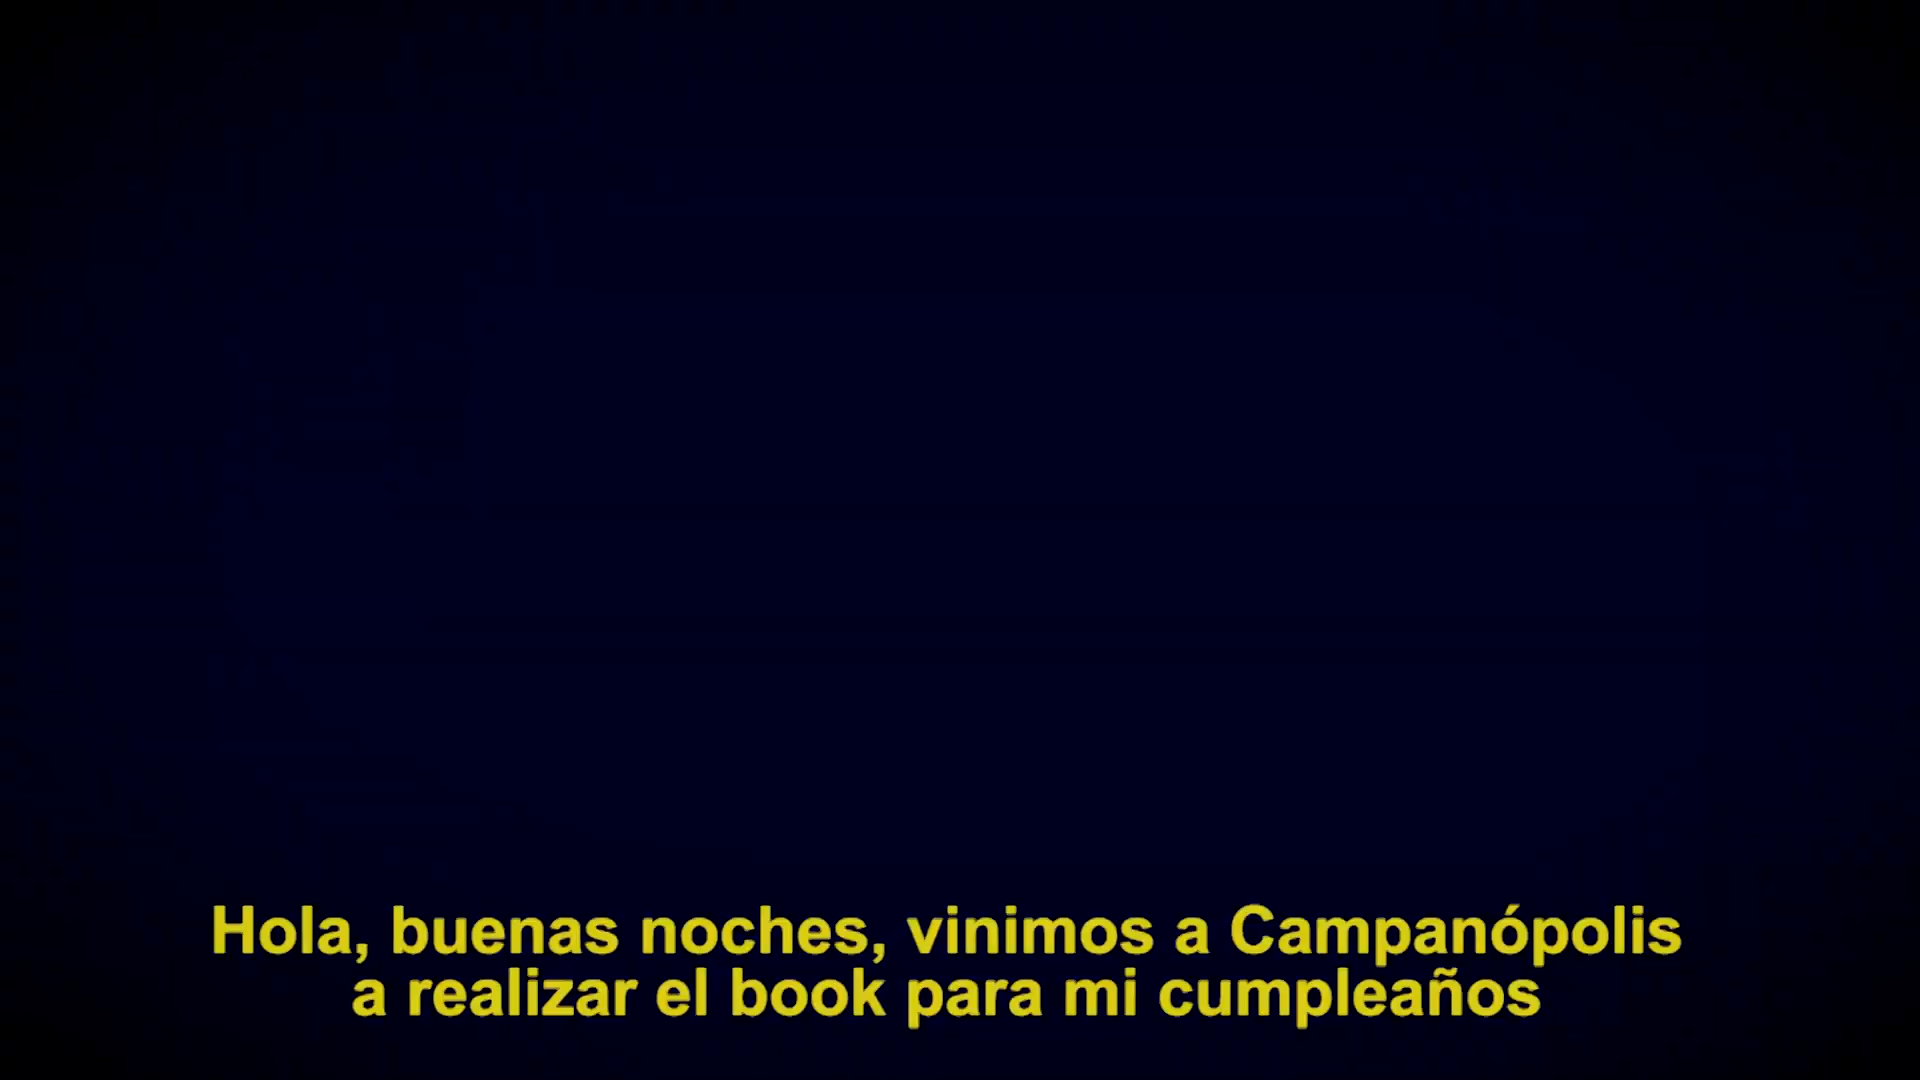 Hola, buenas noches, vinimos a Campanópolis
a realizar el book para mi cumpleaños